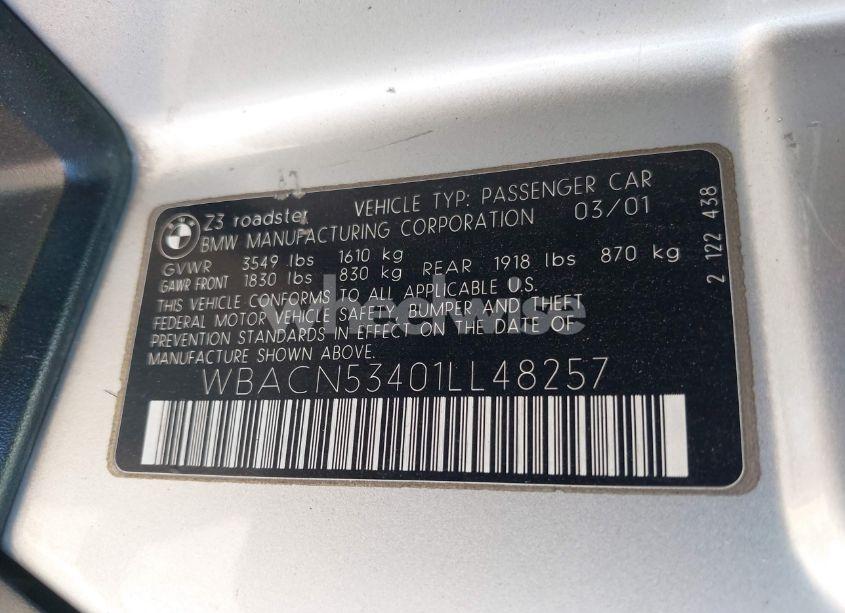 Z3 roadster VEHICLE TYP: PASSENGER CAR
BMW MANUFACTURING CORPORATION 03/01
GVWR 3549 lbs 1610 kg
GAWR FRONT 1830 lbs 830 kg REAR 1918 lbs 870 kg
THIS VEHICLE CONFORMS TO ALL APPLICABLE U.S.
FEDERAL MOTOR VEHICLE SAFETY, BUMPER AND THEFT
PREVENTION STANDARDS IN EFFECT ON THE DATE OF
MANUFACTURE SHOWN ABOVE.
WBACN53401LL48257
2 122 438
wheelwise